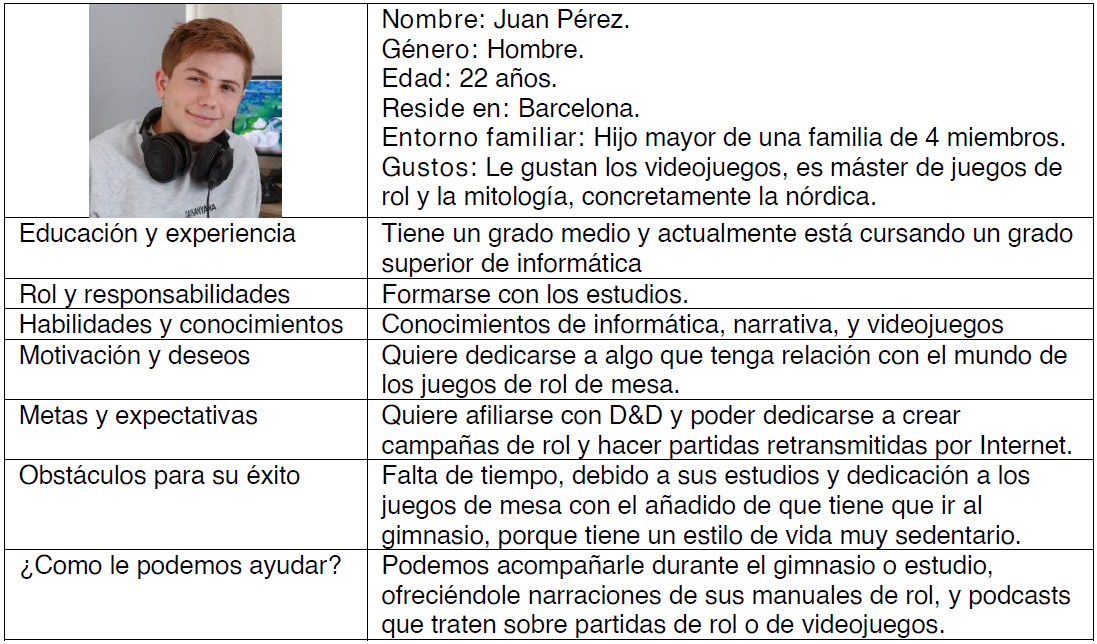 Nombre: Juan Pérez.
Género: Hombre.
Edad: 22 años.
Reside en: Barcelona.
Entorno familiar: Hijo mayor de una familia de 4 miembros.
Gustos: Le gustan los videojuegos, es máster de juegos de
rol y la mitología, concretamente la nórdica.
Educación y experiencia
Tiene un grado medio y actualmente está cursando un grado
superior de informática
Rol y responsabilidades
Formarse con los estudios.
Habilidades y conocimientos
Conocimientos de informática, narrativa, y videojuegos
Motivación y deseos
Quiere dedicarse a algo que tenga relación con el mundo de
los juegos de rol de mesa.
Metas y expectativas
Quiere afiliarse con D&D y poder dedicarse a crear
campañas de rol y hacer partidas retransmitidas por Internet.
Obstáculos para su éxito
Falta de tiempo, debido a sus estudios y dedicación a los
juegos de mesa con el añadido de que tiene que ir al
gimnasio, porque tiene un estilo de vida muy sedentario.
¿Como le podemos ayudar?
Podemos acompañarle durante el gimnasio o estudio,
ofreciéndole narraciones de sus manuales de rol, y podcasts
que traten sobre partidas de rol o de videojuegos.